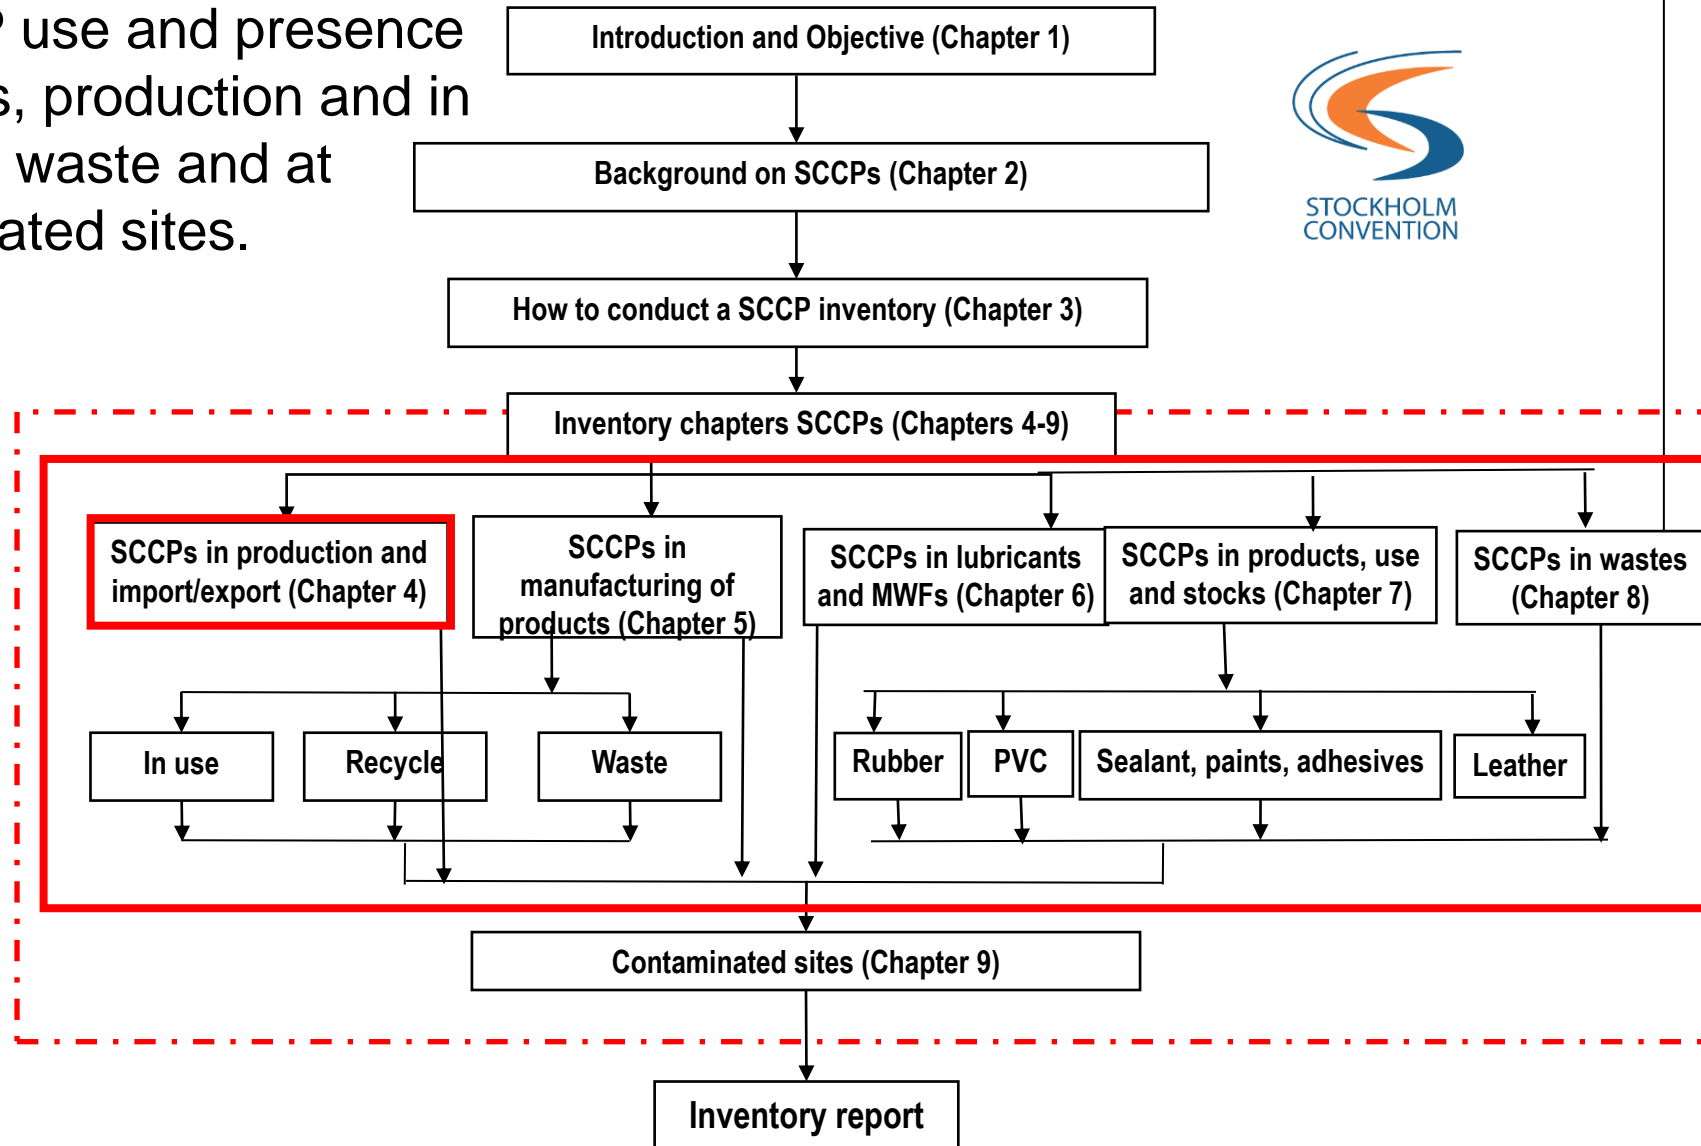 use and presence
production and in
waste and at
sites.
Introduction and Objective (Chapter 1)
STOCKHOLM
CONVENTION
Background on SCCPs (Chapter 2)
How to conduct a SCCP inventory (Chapter 3)
Inventory chapters SCCPs (Chapters 4-9)
SCCPs in production and
import/export (Chapter 4)
SCCPs in
manufacturing of
products (Chapter 5)
SCCPs in lubricants
and MWFs (Chapter 6)
SCCPs in products, use
and stocks (Chapter 7)
SCCPs in wastes
(Chapter 8)
In use
Recycle
Waste
Rubber
PVC
Sealant, paints, adhesives
Leather
Contaminated sites (Chapter 9)
Inventory report